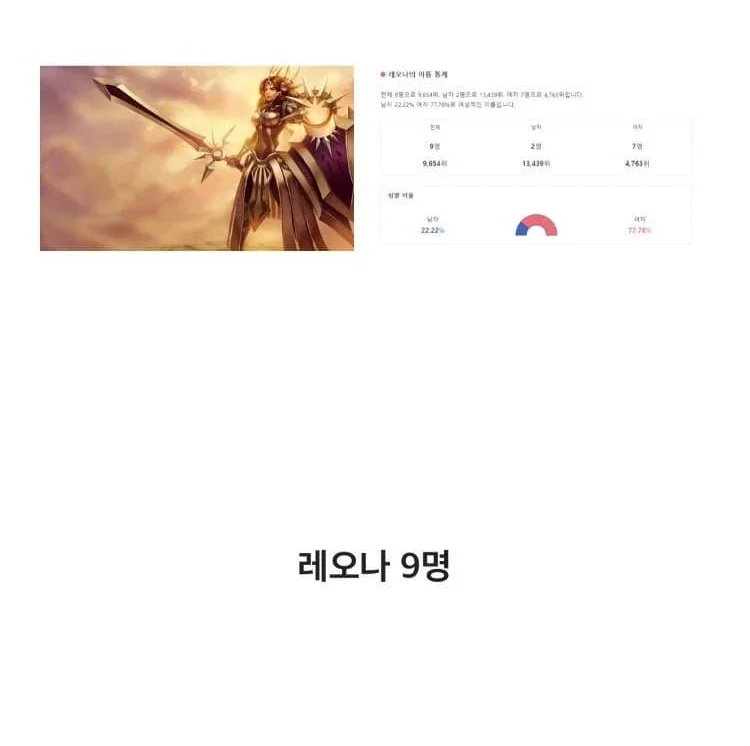 레오나의 이름 통계
전체 9명으로 9,654위, 남자 2명으로 13,439위, 여자 7명으로 4,763위입니다.
남자 22.22% 여자 77.78%로 여성적인 이름입니다.
전체 남자 여자
9명 2명 7명
9,654위 13,439위 4,763위
성별 비율
남자 여자
22.22% 77.78%
레오나 9명